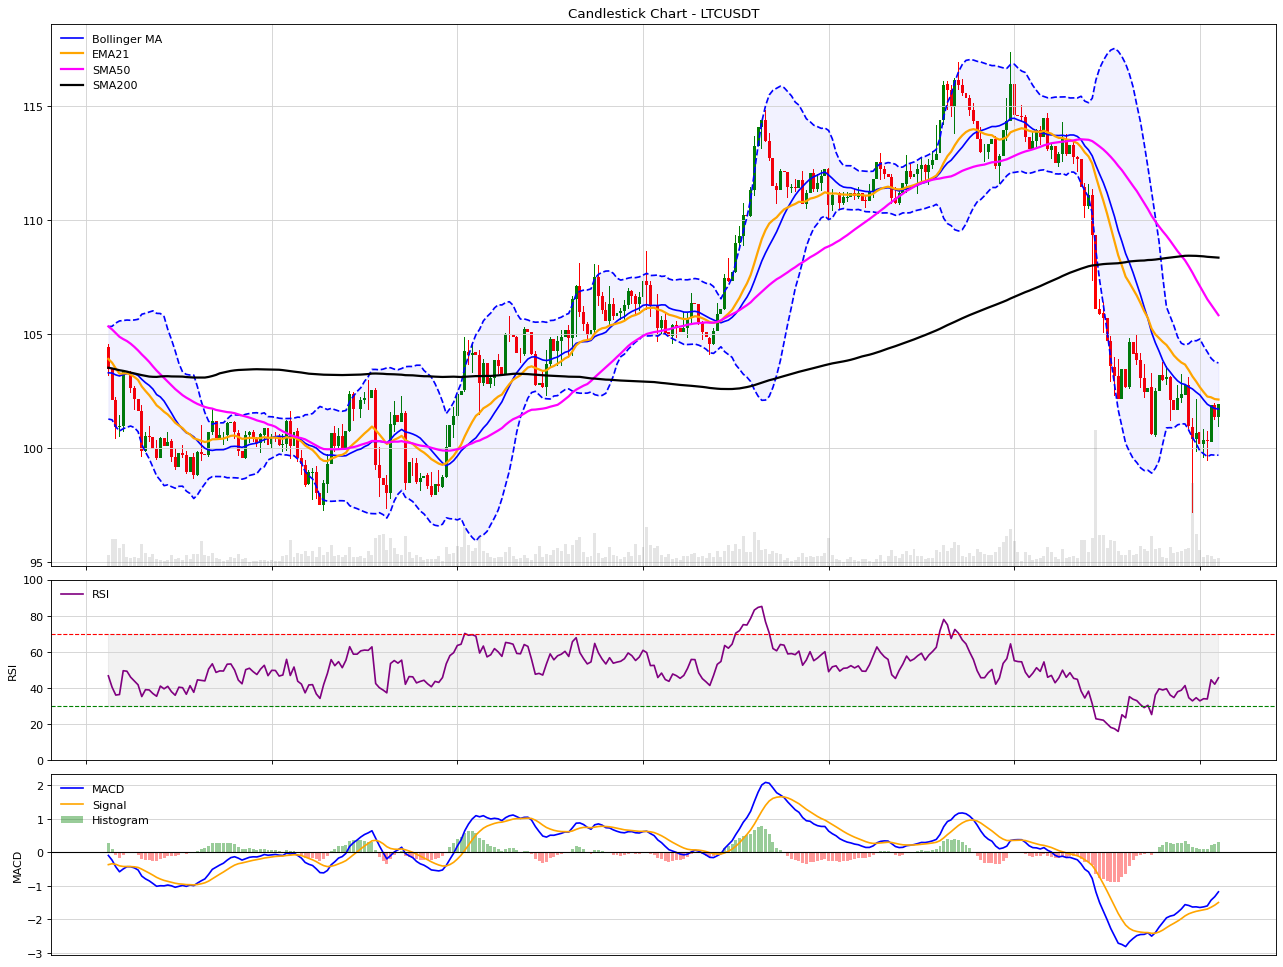 Candlestick Chart - LTCUSDT
Bollinger MA
EMA21
SMA50
SMA200
115
110
105
100
95
RSI
100
80
60
40
20
0
RSI
MACD
Signal
Histogram
2
1
0
−1
−2
−3
MACD